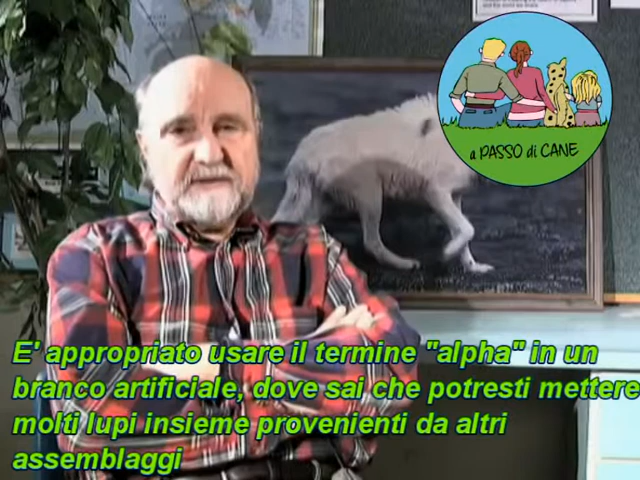 a PASSO di CANE
E' appropriato usare il termine "alpha" in un
branco artificiale, dove sai che potresti mettere
molti lupi insieme provenienti da altri
assemblaggi